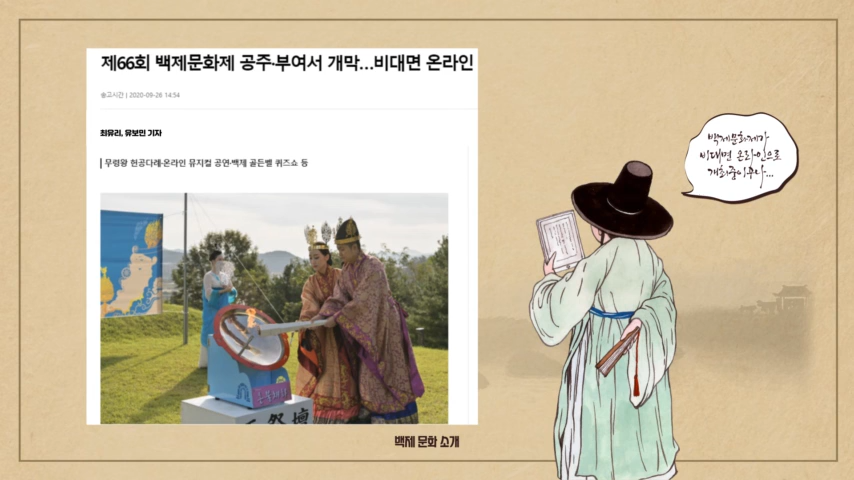 제66회 백제문화제 공주·부여서 개막...비대면 온라인
송고시간 | 2020-09-26 14:54
최유리, 유보민 기자
무령왕 헌공다례·온라인 뮤지컬 공연·백제 골든벨 퀴즈쇼 등
백제문화제가
비대면 온라인으로
개최중이구나...
백제 문화 소개